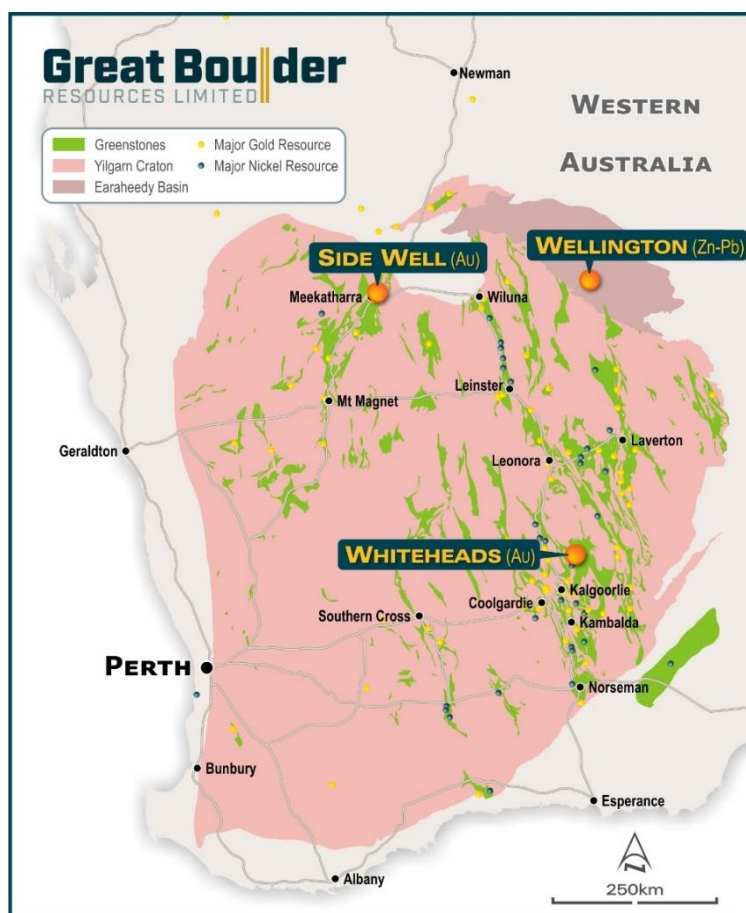 Great Boulder
RESOURCES LIMITED
Newman
WESTERN
AUSTRALIA
Greenstones
Major Gold Resource
Yilgarn Craton
Major Nickel Resource
Earaheedy Basin
SIDE WELL (Au)
WELLINGTON (Zn-Pb)
Meekatharra
Wiluna
Leinster
Mt Magnet
Geraldton
Laverton
Leonora
WHITEHEADS (Au)
Kalgoorlie
Coolgardie
Southern Cross
Kambalda
PERTH
Norseman
Bunbury
Esperance
Albany
N
250km